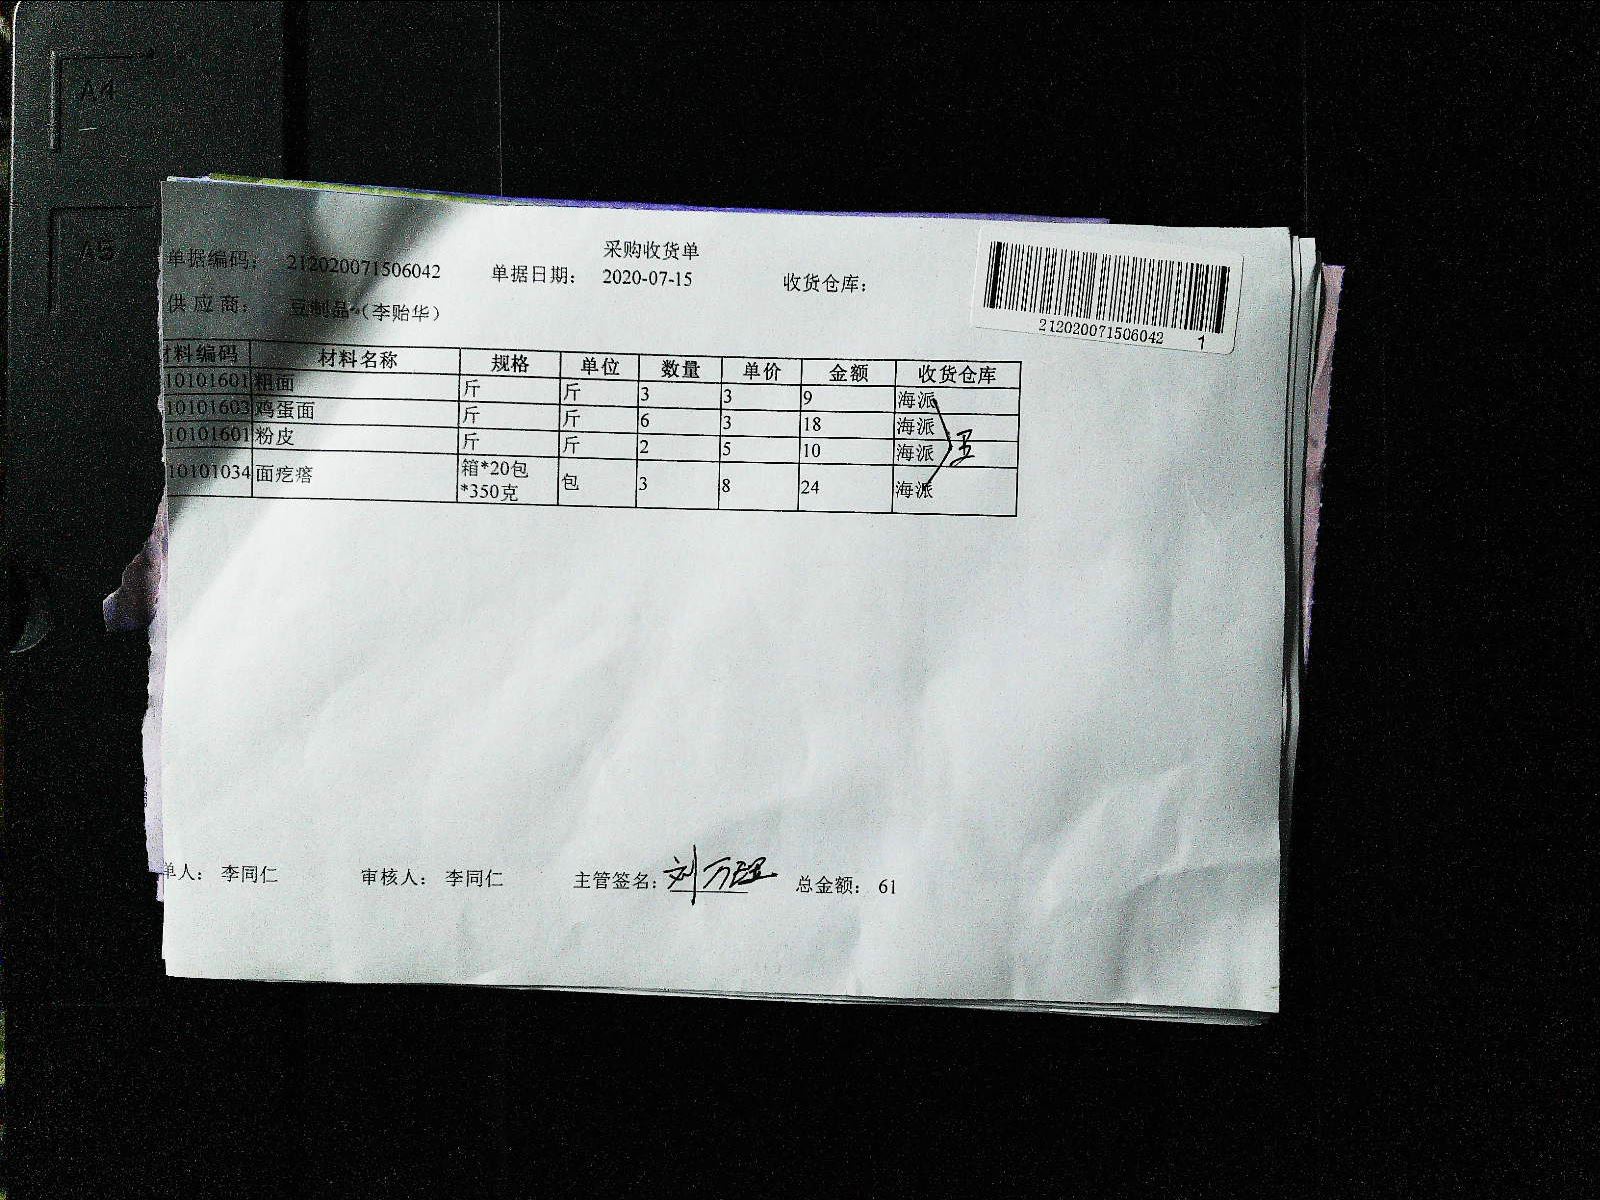 A4
A5
采购收货单
单据编码： 212020071506042 单据日期： 2020-07-15 收货仓库：
供应商： 豆制品（李贻华）
212020071506042 1
材料编码 材料名称 规格 单位 数量 单价 金额 收货仓库
10101601 粗面 斤 斤 3 3 9 海派
10101603 鸡蛋面 斤 斤 6 3 18 海派
10101601 粉皮 斤 斤 2 5 10 海派
10101034 面疙瘩 箱*20包*350克 包 3 8 24 海派
单人： 李同仁 审核人： 李同仁 主管签名： 总金额： 61